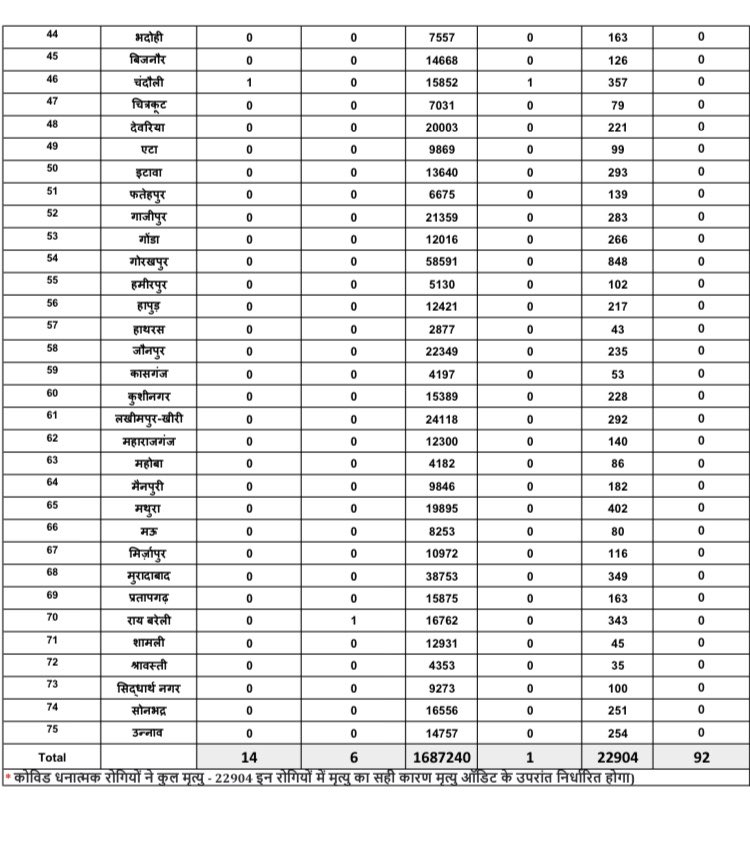 44 भदोही 0 0 7557 0 163 0
45 बिजनौर 0 0 14668 0 126 0
46 चंदौली 1 0 15852 1 357 0
47 चित्रकूट 0 0 7031 0 79 0
48 देवरिया 0 0 20003 0 221 0
49 एटा 0 0 9869 0 99 0
50 इटावा 0 0 13640 0 293 0
51 फतेहपुर 0 0 6675 0 139 0
52 गाजीपुर 0 0 21359 0 283 0
53 गोंडा 0 0 12016 0 266 0
54 गोरखपुर 0 0 58591 0 848 0
55 हमीरपुर 0 0 5130 0 102 0
56 हापुड़ 0 0 12421 0 217 0
57 हाथरस 0 0 2877 0 43 0
58 जौनपुर 0 0 22349 0 235 0
59 कासगंज 0 0 4197 0 53 0
60 कुशीनगर 0 0 15389 0 228 0
61 लखीमपुर-खीरी 0 0 24118 0 292 0
62 महाराजगंज 0 0 12300 0 140 0
63 महोबा 0 0 4182 0 86 0
64 मैनपुरी 0 0 9846 0 182 0
65 मथुरा 0 0 19895 0 402 0
66 मऊ 0 0 8253 0 80 0
67 मिर्ज़ापुर 0 0 10972 0 116 0
68 मुरादाबाद 0 0 38753 0 349 0
69 प्रतापगढ़ 0 0 15875 0 163 0
70 राय बरेली 0 1 16762 0 343 0
71 शामली 0 0 12931 0 45 0
72 श्रावस्ती 0 0 4353 0 35 0
73 सिद्धार्थ नगर 0 0 9273 0 100 0
74 सोनभद्र 0 0 16556 0 251 0
75 उन्नाव 0 0 14757 0 254 0
Total 14 6 1687240 1 22904 92
* कोविड धनात्मक रोगियों ने कुल मृत्यु - 22904 इन रोगियों में मृत्यु का सही कारण मृत्यु ऑडिट के उपरांत निर्धारित होगा)